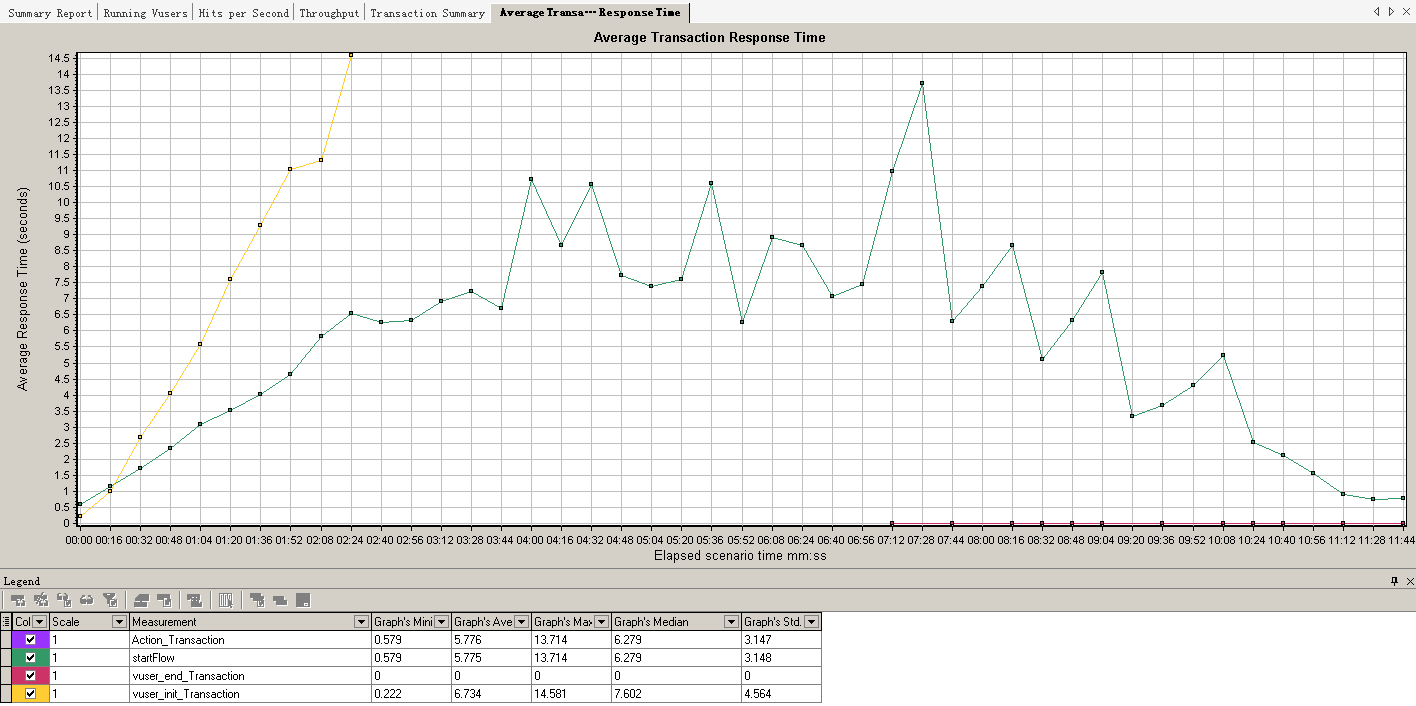 Summary Report Running Vusers Hits per Second Throughput Transaction Summary Average Transa… Response Time
Average Transaction Response Time
Average Response Time (seconds)
14.5
14
13.5
13
12.5
12
11.5
11
10.5
10
9.5
9
8.5
8
7.5
7
6.5
6
5.5
5
4.5
4
3.5
3
2.5
2
1.5
1
0.5
0
00:00 00:16 00:32 00:48 01:04 01:20 01:36 01:52 02:08 02:24 02:40 02:56 03:12 03:28 03:44 04:00 04:16 04:32 04:48 05:04 05:20 05:36 05:52 06:08 06:24 06:40 06:56 07:12 07:28 07:44 08:00 08:16 08:32 08:48 09:04 09:20 09:36 09:52 10:08 10:24 10:40 10:56 11:12 11:28 11:44
Elapsed scenario time mm:ss
Legend
Col Scale Measurement Graph's Mini Graph's Ave Graph's Max Graph's Median Graph's Std.
1 Action_Transaction 0.579 5.776 13.714 6.279 3.147
1 startFlow 0.579 5.775 13.714 6.279 3.148
1 vuser_end_Transaction 0 0 0 0 0
1 vuser_init_Transaction 0.222 6.734 14.581 7.602 4.564